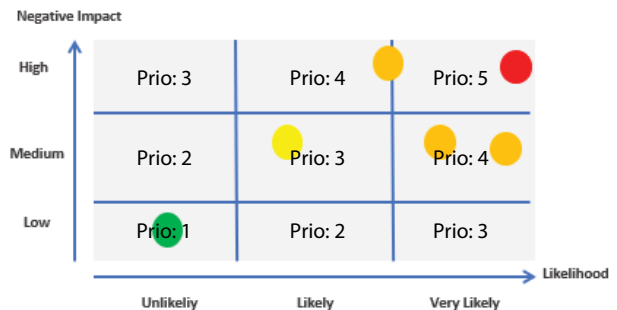 Negative Impact
High
Prio: 3
Prio: 4
Prio: 5
Medium
Prio: 2
Prio: 3
Prio: 4
Low
Prio: 1
Prio: 2
Prio: 3
Likelihood
Unlikeliy
Likely
Very Likely